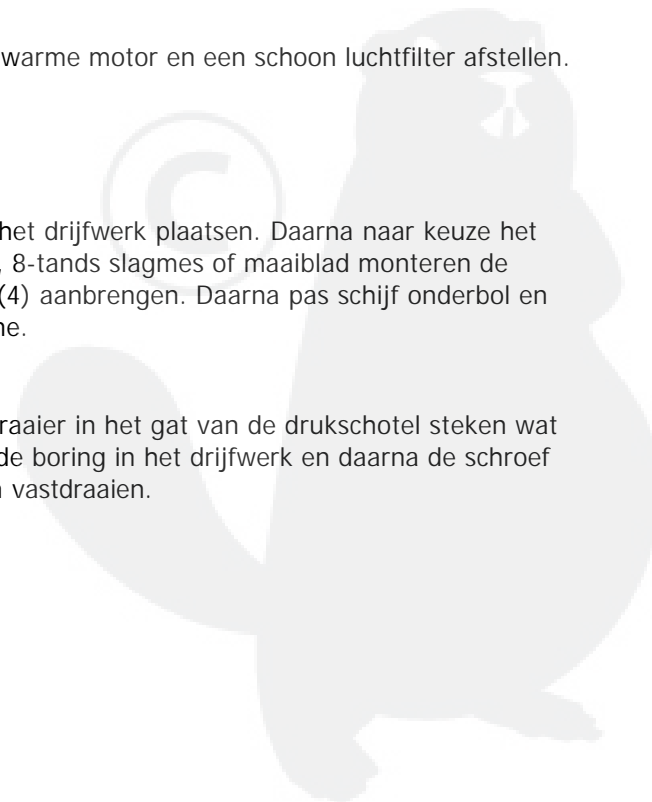 warme motor en een schoon luchtfilter afstellen.
©
het drijfwerk plaatsen. Daarna naar keuze het
, 8-tands slagmes of maaiblad monteren de
(4) aanbrengen. Daarna pas schijf onderbol en
ne.
raaier in het gat van de drukschotel steken wat
de boring in het drijfwerk en daarna de schroef
vastdraaien.